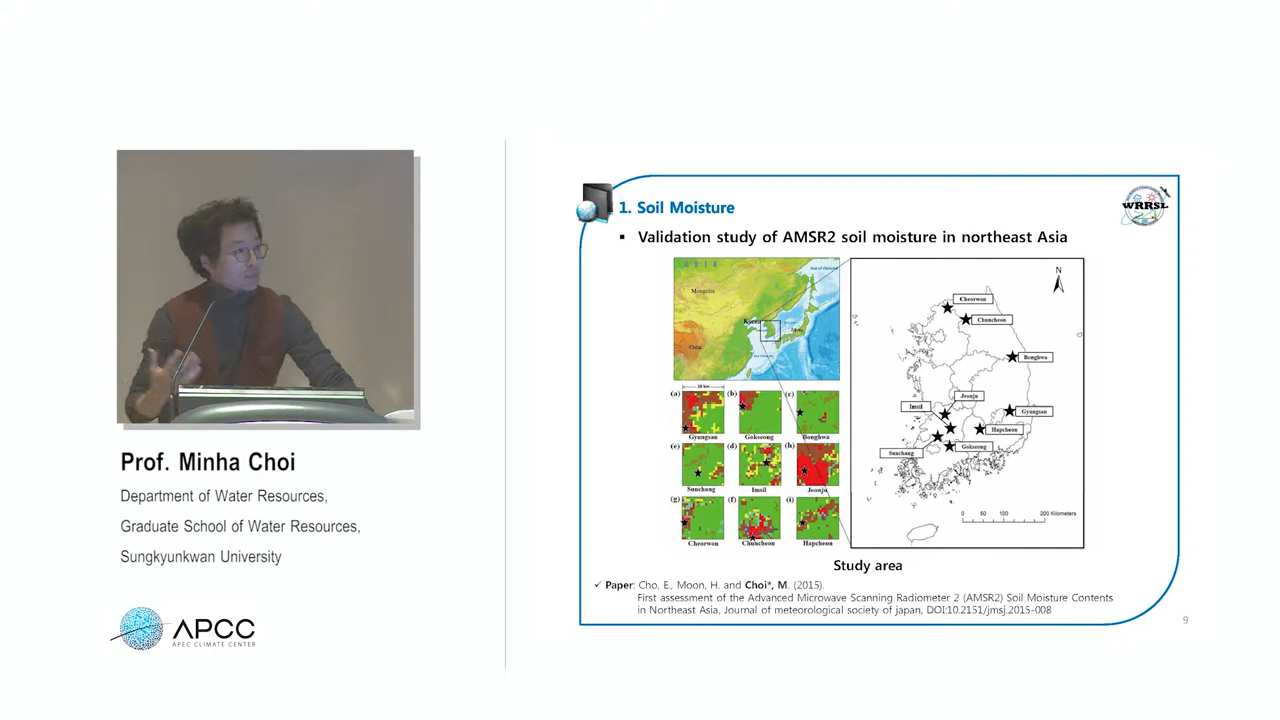 Prof. Minha Choi
Department of Water Resources,
Graduate School of Water Resources,
Sungkyunkwan University
APCC
APEC CLIMATE CENTER
1. Soil Moisture
WRRSL
▪ Validation study of AMSR2 soil moisture in northeast Asia
A S I A
Mongolia
Korea
China
10 km
(a)
(b)
(c)
Gyungsan
Gokseong
Bonghwa
(e)
(d)
(h)
Sunchang
Imsil
Jeonju
(g)
(f)
(i)
Cheorwon
Chuncheon
Hapcheon
N
Cheorwon
Chuncheon
Bonghwa
Jeonju
Imsil
Gyungsan
Hapcheon
Gokseong
Sunchang
0 50 100 200 Kilometers
Study area
✓ Paper: Cho, E., Moon, H. and Choi*, M. (2015).
First assessment of the Advanced Microwave Scanning Radiometer 2 (AMSR2) Soil Moisture Contents
in Northeast Asia, Journal of meteorological society of japan, DOI:10.2151/jmsj.2015-008
9